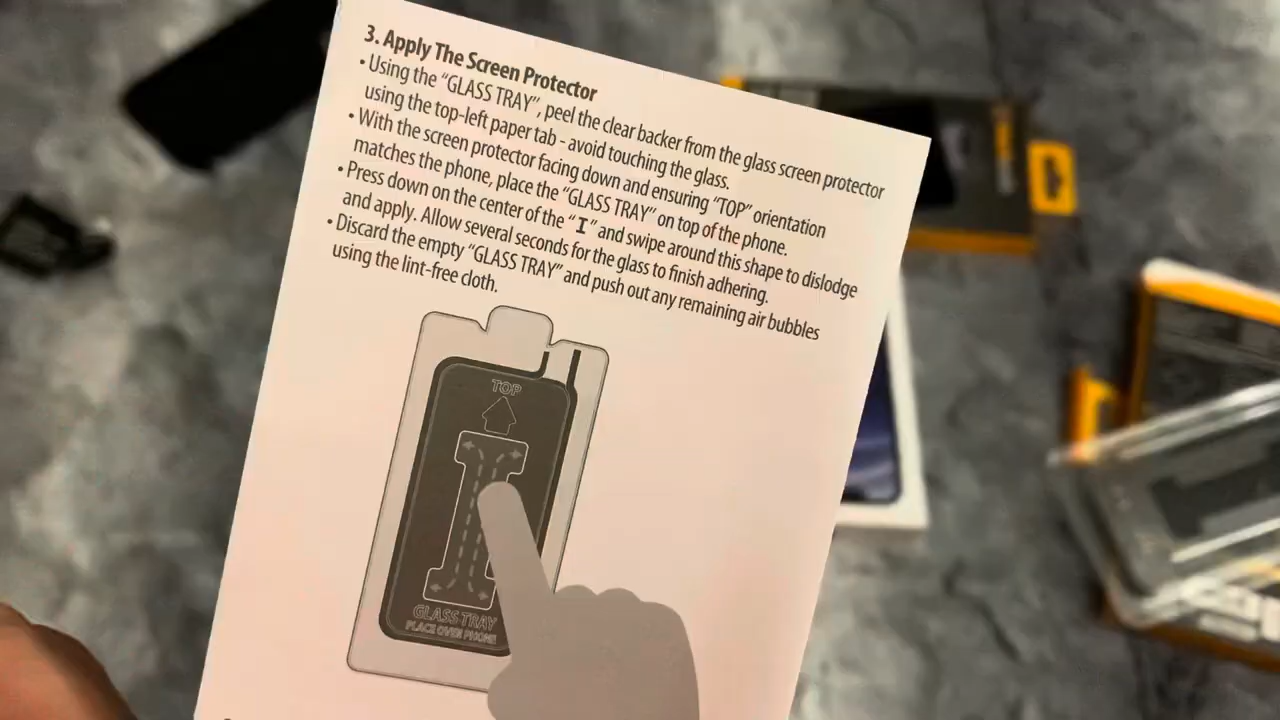 3. Apply The Screen Protector
• Using the “GLASS TRAY”, peel the clear backer from the glass screen protector
using the top-left paper tab - avoid touching the glass.
• With the screen protector facing down and ensuring “TOP” orientation
matches the phone, place the “GLASS TRAY” on top of the phone.
• Press down on the center of the “I” and swipe around this shape to dislodge
and apply. Allow several seconds for the glass to finish adhering.
• Discard the empty “GLASS TRAY” and push out any remaining air bubbles
using the lint-free cloth.
TOP
GLASS TRAY
PLACE OVER PHONE